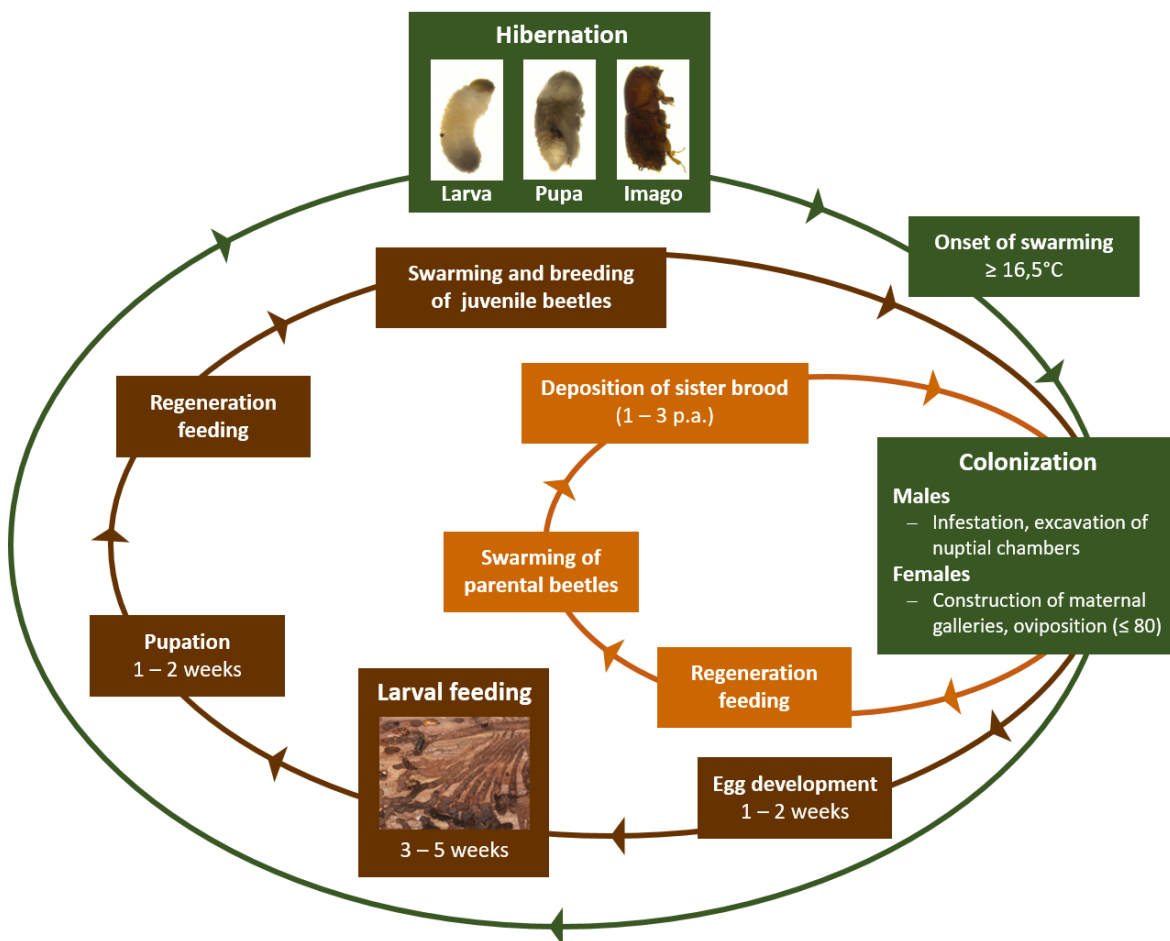 Hibernation
Larva
Pupa
Imago
Onset of swarming
≥ 16,5°C
Swarming and breeding
of juvenile beetles
Deposition of sister brood
(1 – 3 p.a.)
Regeneration
feeding
Colonization
Males
– Infestation, excavation of
nuptial chambers
Females
– Construction of maternal
galleries, oviposition (≤ 80)
Swarming of
parental beetles
Pupation
1 – 2 weeks
Regeneration
feeding
Larval feeding
3 – 5 weeks
Egg development
1 – 2 weeks